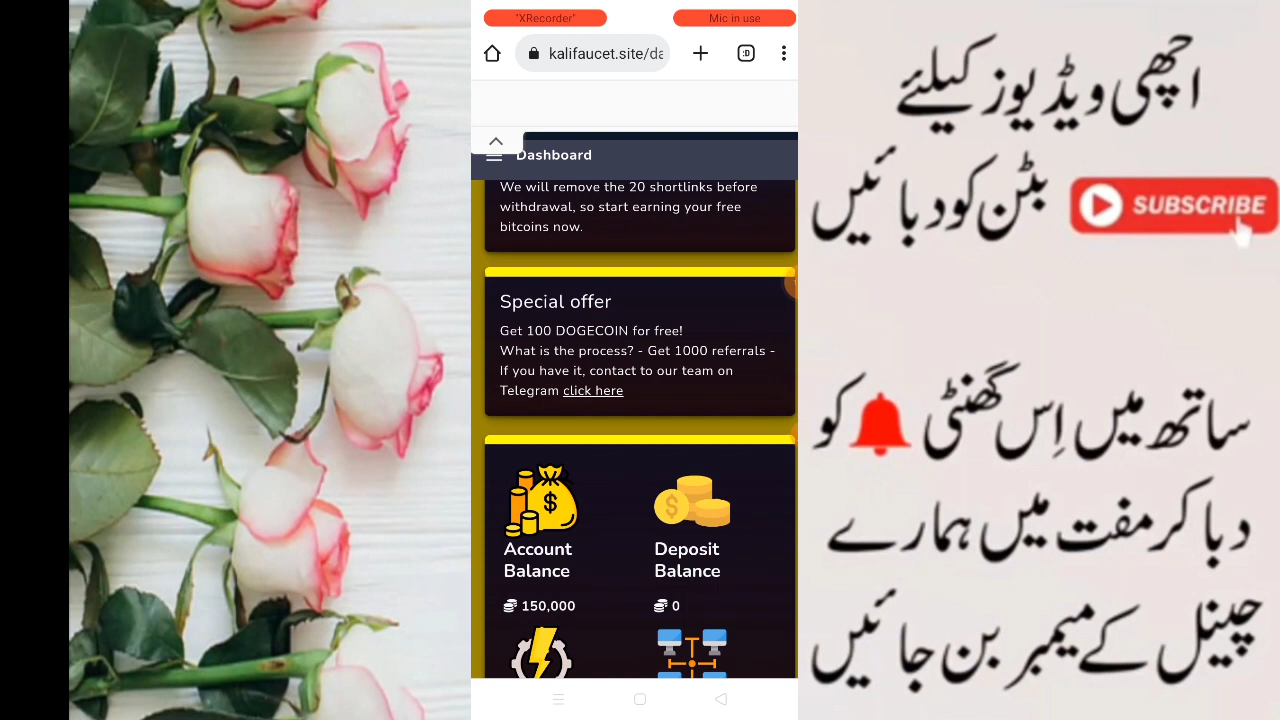 "XRecorder"
Mic in use
kalifaucet.site/da
:D
Dashboard
We will remove the 20 shortlinks before
withdrawal, so start earning your free
bitcoins now.
Special offer
Get 100 DOGECOIN for free!
What is the process? - Get 1000 referrals -
If you have it, contact to our team on
Telegram click here
Account
Balance
150,000
Deposit
Balance
0
اچھی ویڈیوز کیلئے
بٹن کو دبائیں
SUBSCRIBE
ساتھ میں اِس گھنٹی کو
دبا کر مفت میں ہمارے
چینل کے میمبر بن جائیں